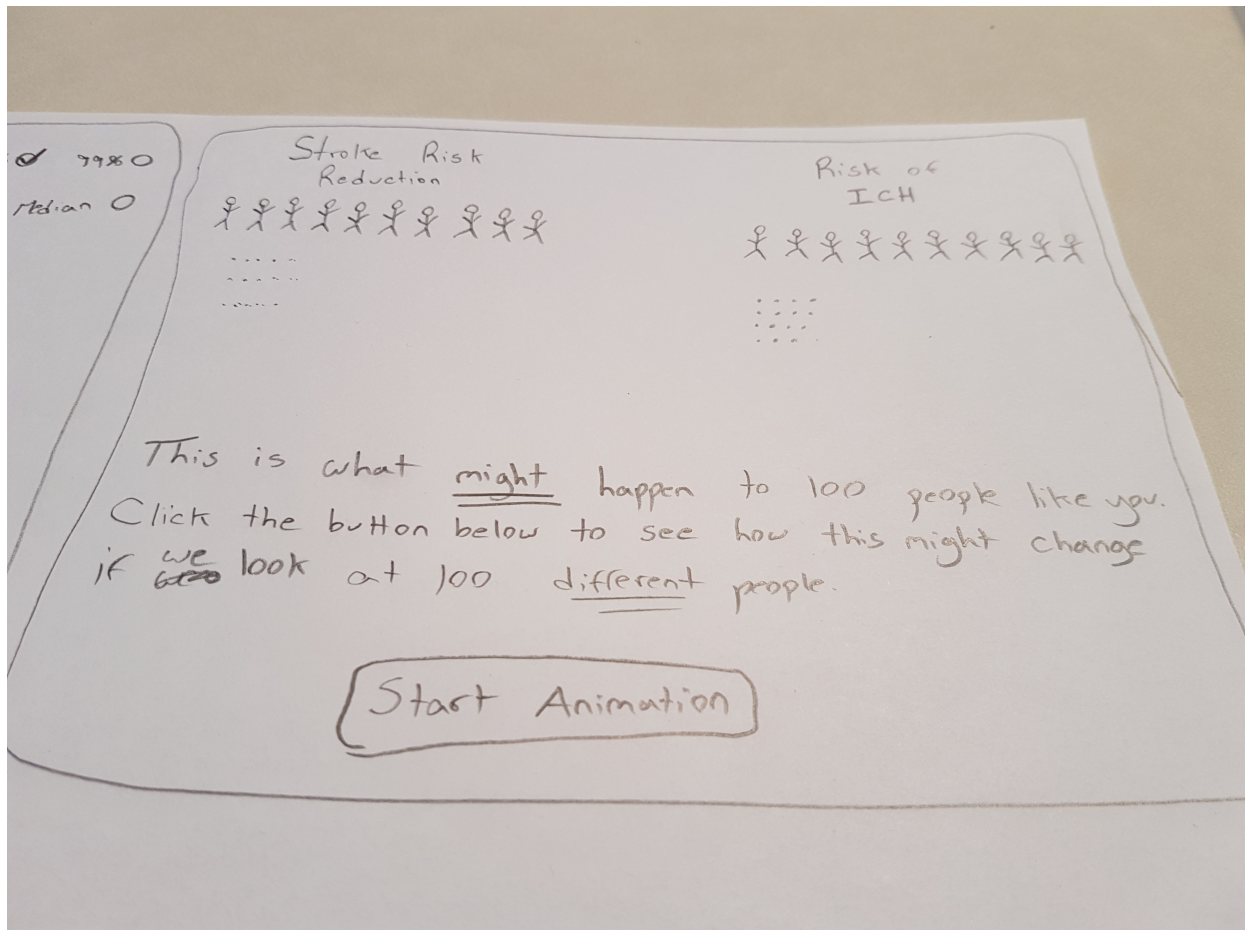 99%
Median
Stroke Risk
Reduction
Risk of
ICH
This is what might happen to 100 people like you.
Click the button below to see how this might change
if we look at 100 different people.
Start Animation